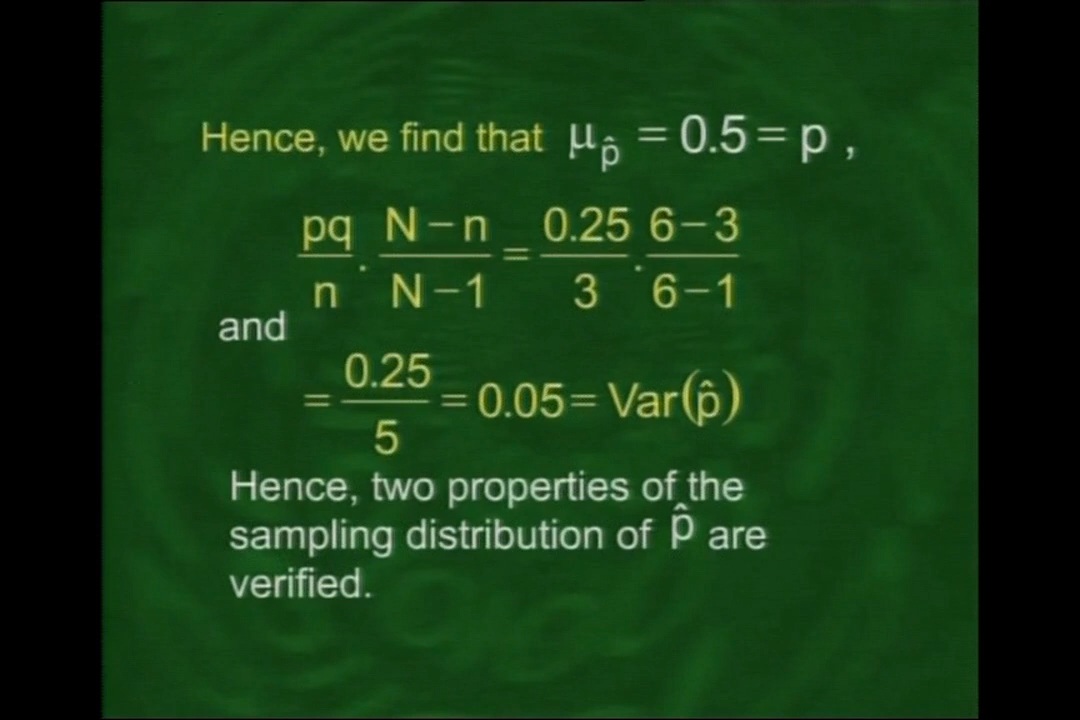 Hence, we find that μp̂ = 0.5 = p ,
pq/n . N−n/N−1 = 0.25/3 . 6−3/6−1
and
= 0.25/5 = 0.05 = Var(p̂)
Hence, two properties of the
sampling distribution of p̂ are
verified.